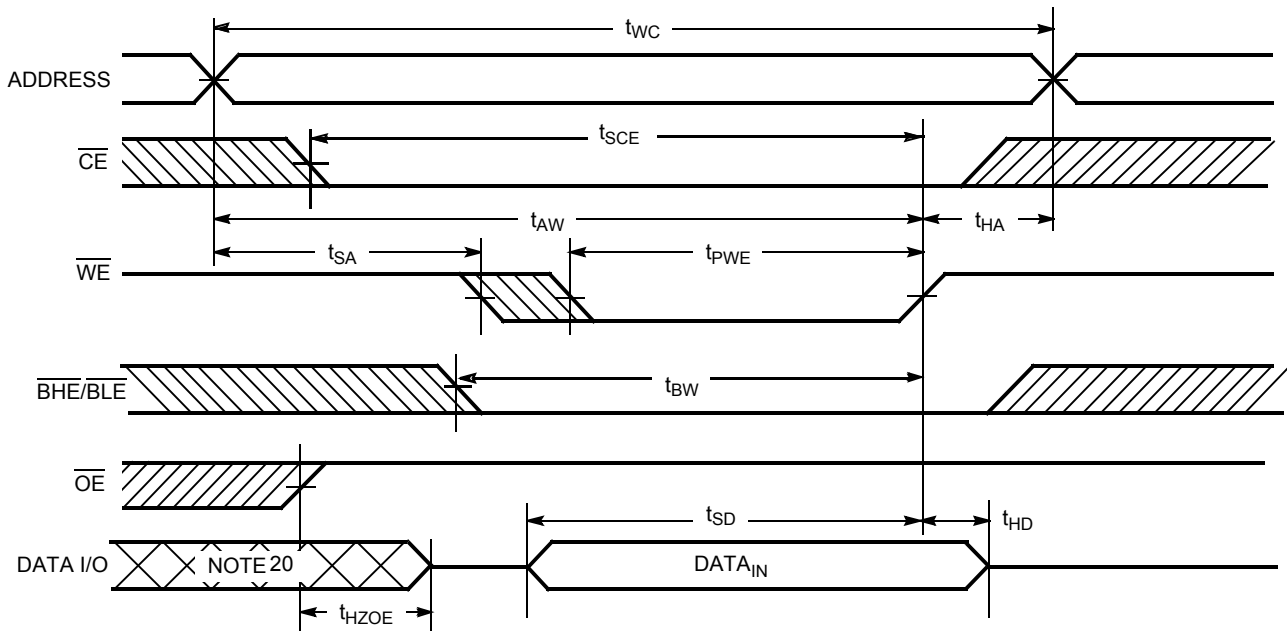 tWC
ADDRESS
tSCE
CE
tAW
tHA
tSA
tPWE
WE
BHE/BLE
tBW
OE
tSD
tHD
DATA I/O
NOTE 20
DATAIN
tHZOE